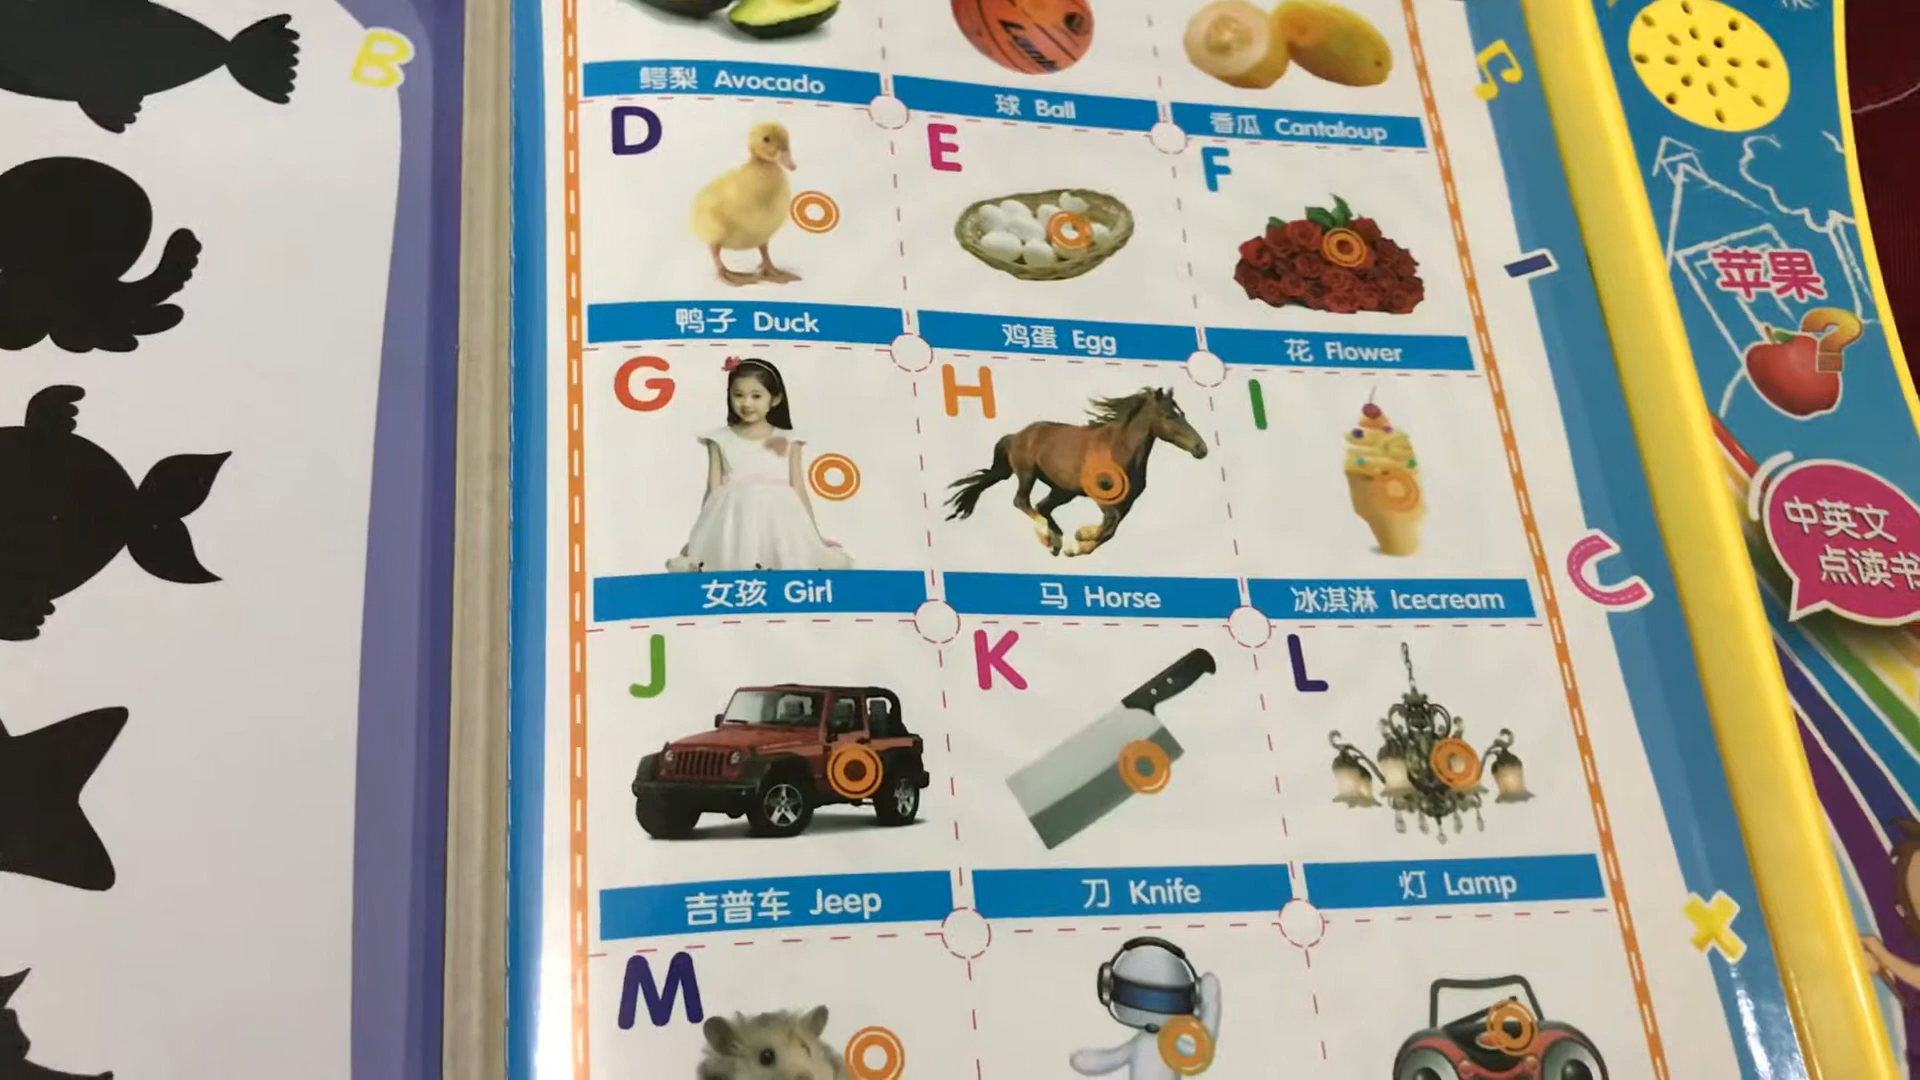 B
鳄梨 Avocado
球 Ball
香瓜 Cantaloup
D
E
F
鸭子 Duck
鸡蛋 Egg
花 Flower
G
H
I
女孩 Girl
马 Horse
冰淇淋 Icecream
J
K
L
吉普车 Jeep
刀 Knife
灯 Lamp
M
苹果
?
中英文
点读书
C
X